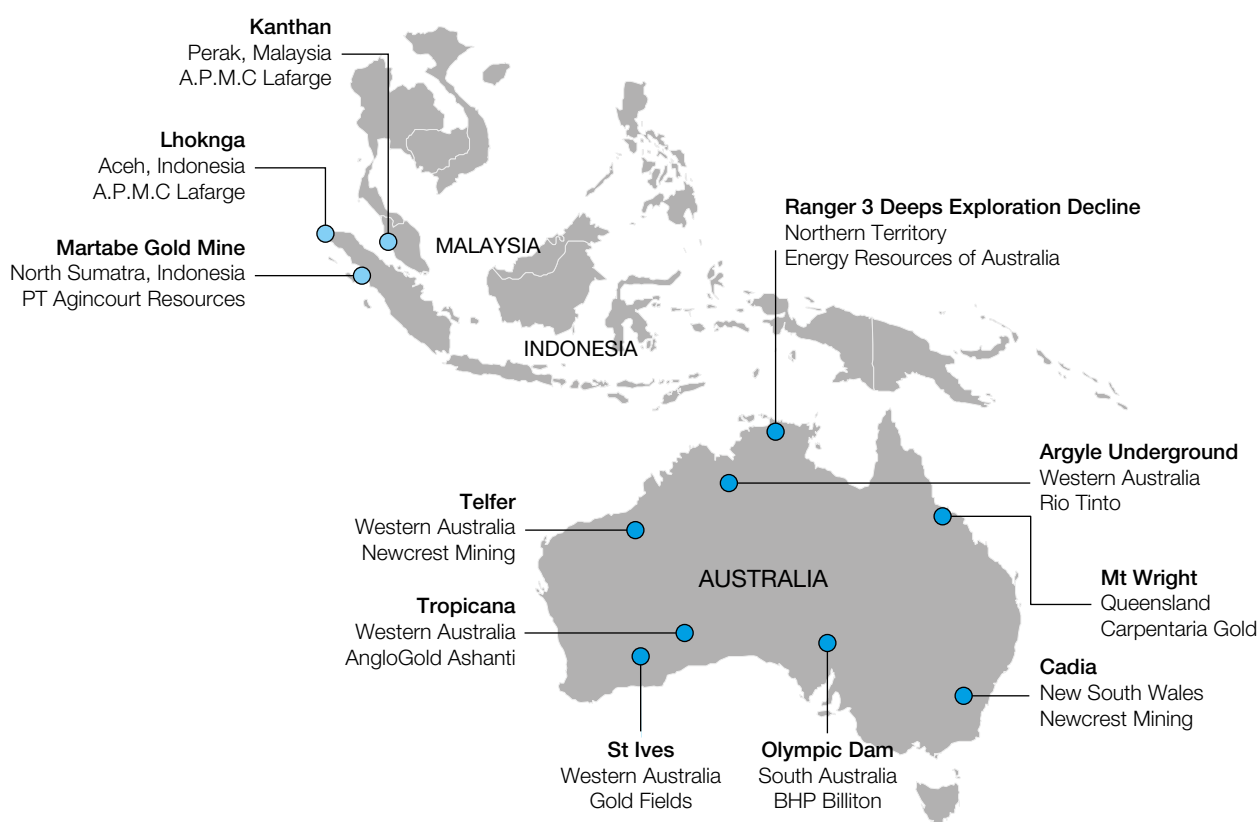 Kanthan
Perak, Malaysia
A.P.M.C Lafarge
Lhoknga
Aceh, Indonesia
A.P.M.C Lafarge
Martabe Gold Mine
North Sumatra, Indonesia
PT Agincourt Resources
MALAYSIA
INDONESIA
Ranger 3 Deeps Exploration Decline
Northern Territory
Energy Resources of Australia
Argyle Underground
Western Australia
Rio Tinto
Telfer
Western Australia
Newcrest Mining
AUSTRALIA
Mt Wright
Queensland
Carpentaria Gold
Tropicana
Western Australia
AngloGold Ashanti
Cadia
New South Wales
Newcrest Mining
St Ives
Western Australia
Gold Fields
Olympic Dam
South Australia
BHP Billiton